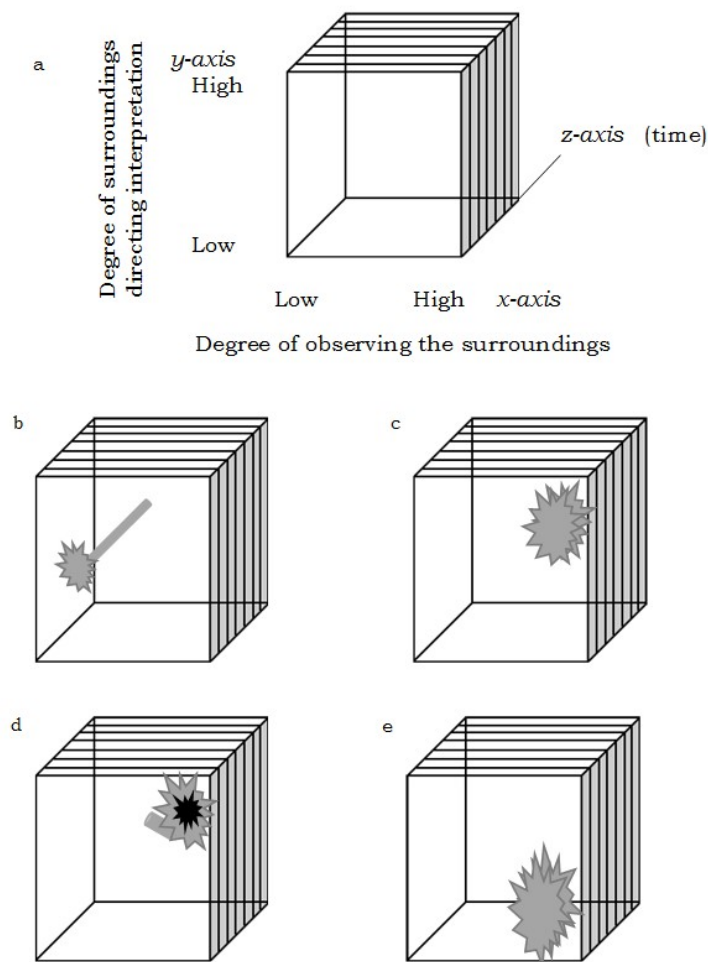 a
Degree of surroundings
directing interpretation
y-axis
High
z-axis (time)
Low
Low High x-axis
Degree of observing the surroundings
b
c
d
e